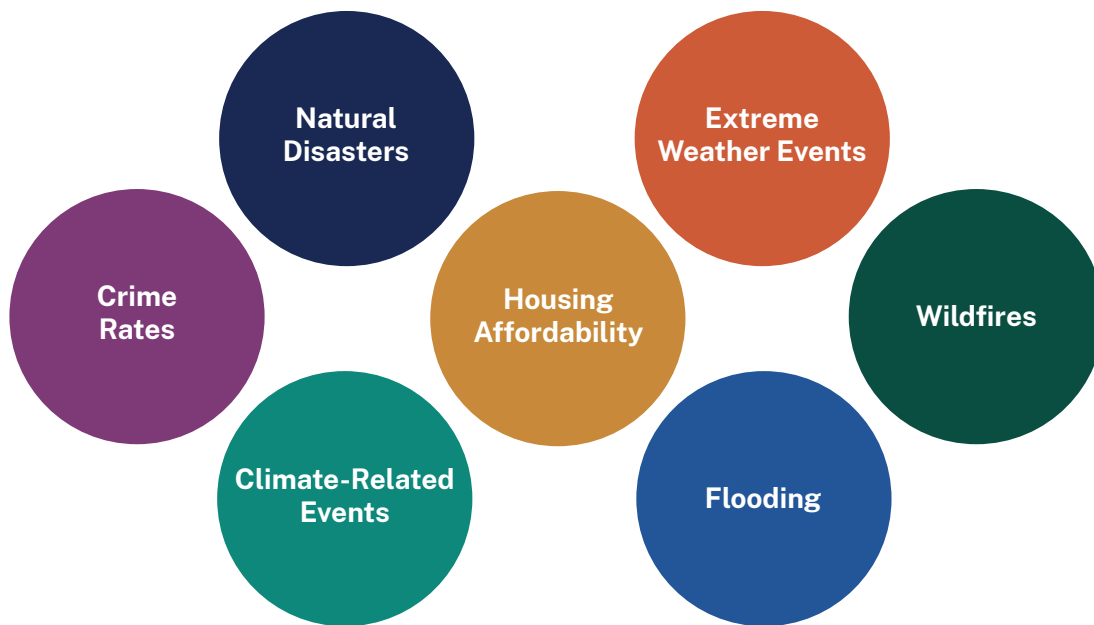 Natural
Disasters
Extreme
Weather Events
Crime
Rates
Housing
Affordability
Wildfires
Climate-Related
Events
Flooding